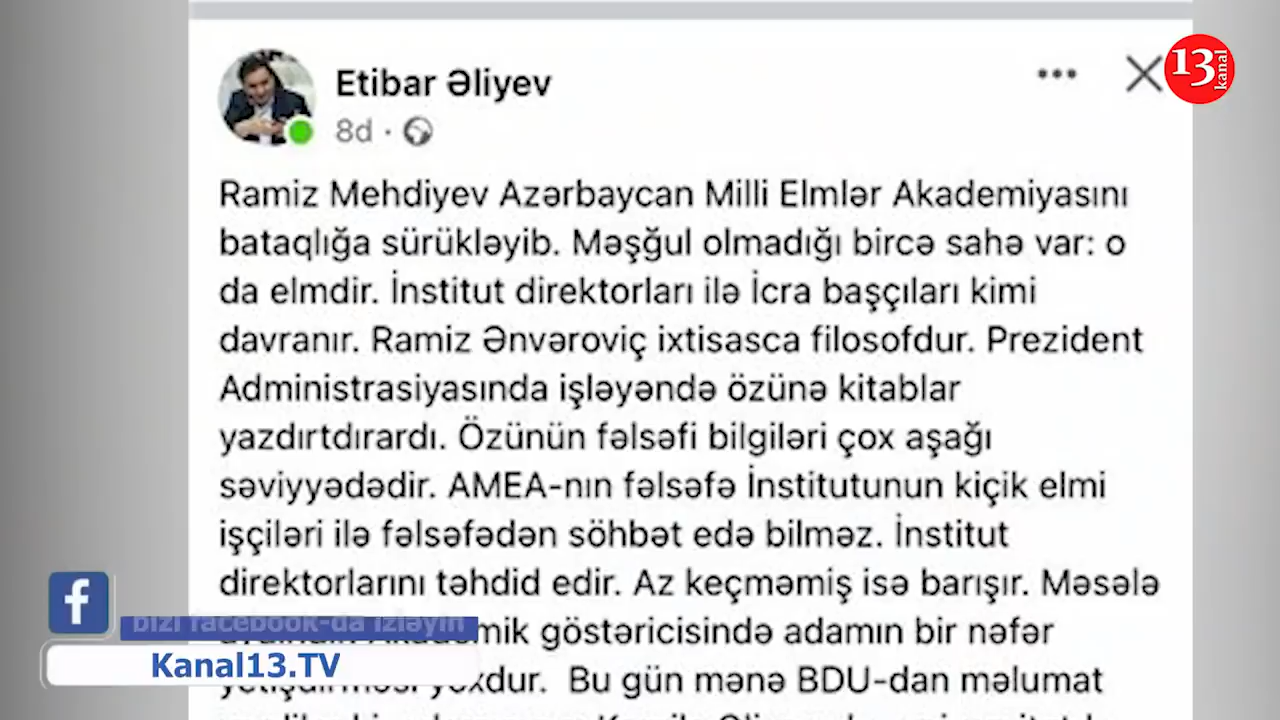 Etibar Əliyev
8d ·
13 kanal
Ramiz Mehdiyev Azərbaycan Milli Elmlər Akademiyasını
bataqlığa sürükləyib. Məşğul olmadığı bircə sahə var: o
da elmdir. İnstitut direktorları ilə İcra başçıları kimi
davranır. Ramiz Ənvəroviç ixtisasca filosofdur. Prezident
Administrasiyasında işləyəndə özünə kitablar
yazdırtdırardı. Özünün fəlsəfi bilgiləri çox aşağı
səviyyədədir. AMEA-nın fəlsəfə İnstitutunun kiçik elmi
işçiləri ilə fəlsəfədən söhbət edə bilməz. İnstitut
direktorlarını təhdid edir. Az keçməmiş isə barışır. Məsələ
göstəricisində adamın bir nəfər
Bu gün mənə BDU-dan məlumat
f
bizi facebook-da izləyin
Kanal13.TV